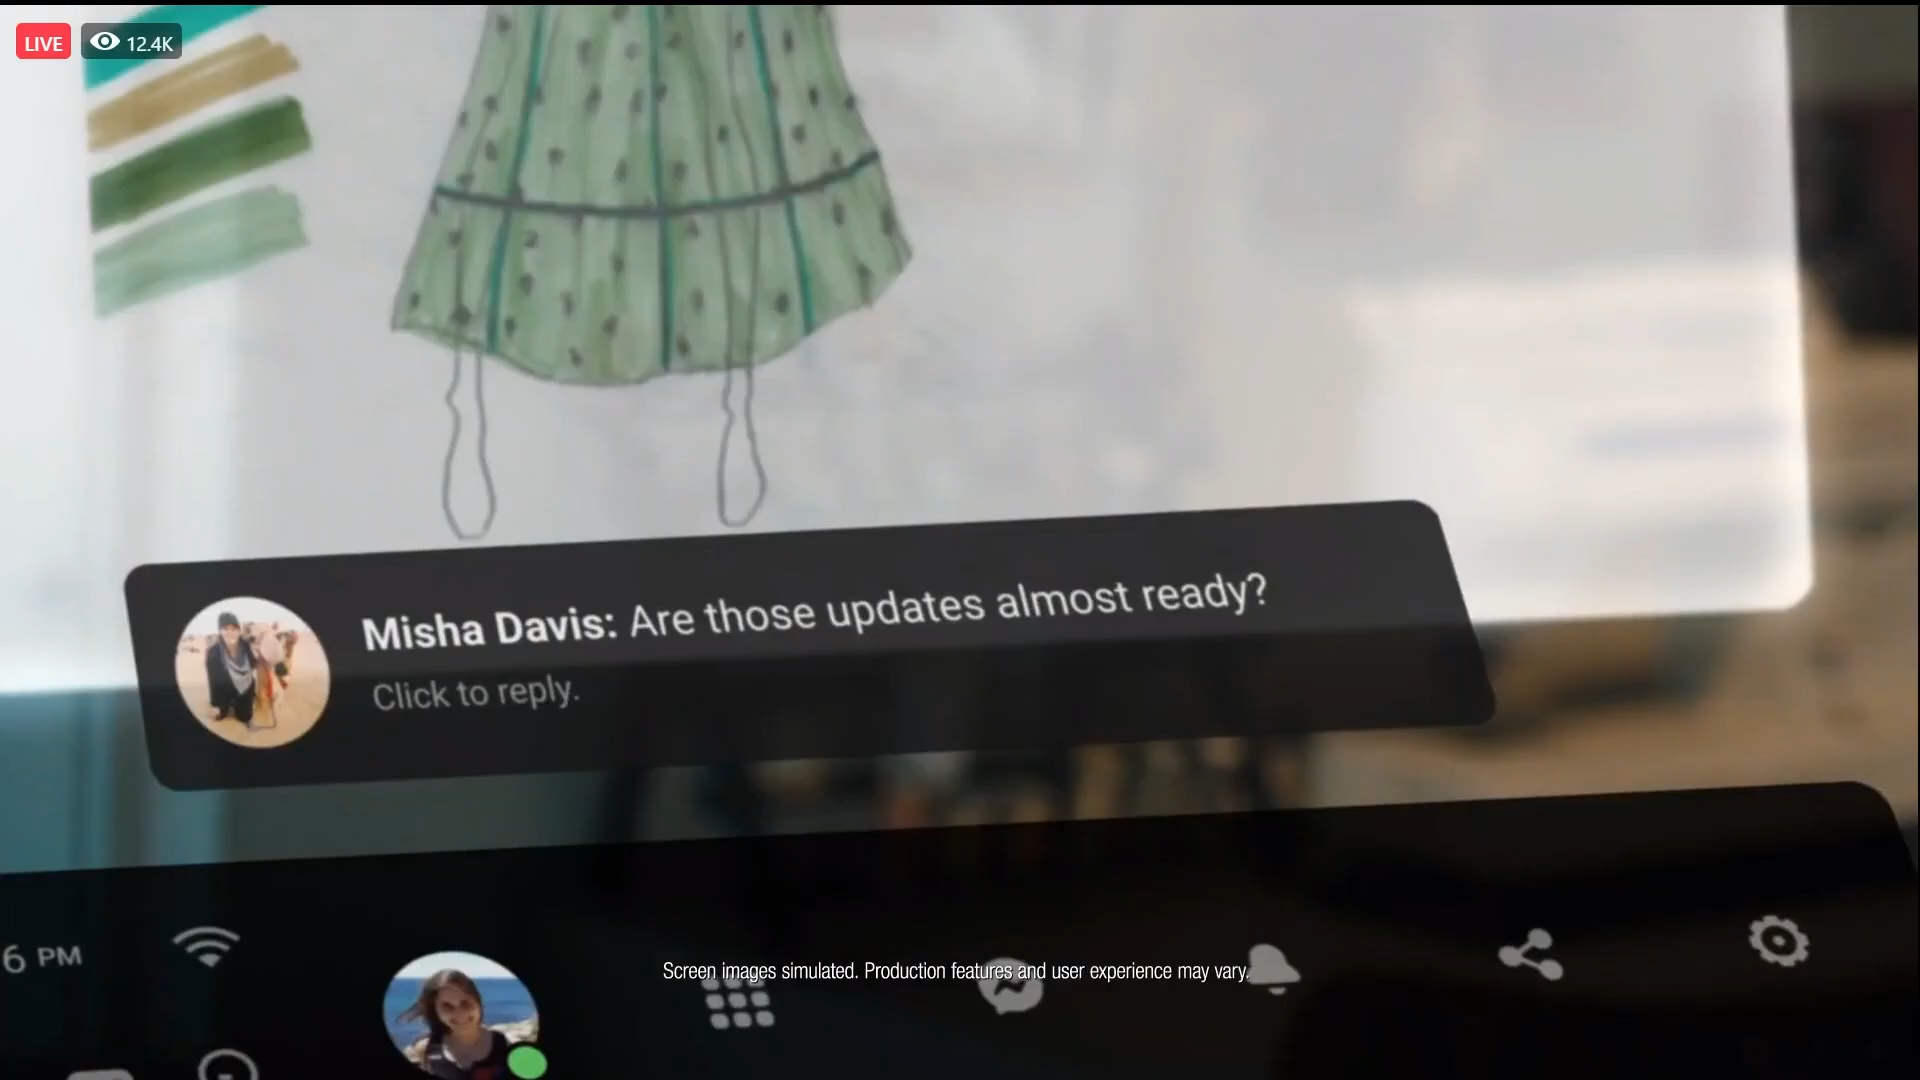 LIVE
12.4K
Misha Davis: Are those updates almost ready?
Click to reply.
6 PM
Screen images simulated. Production features and user experience may vary.